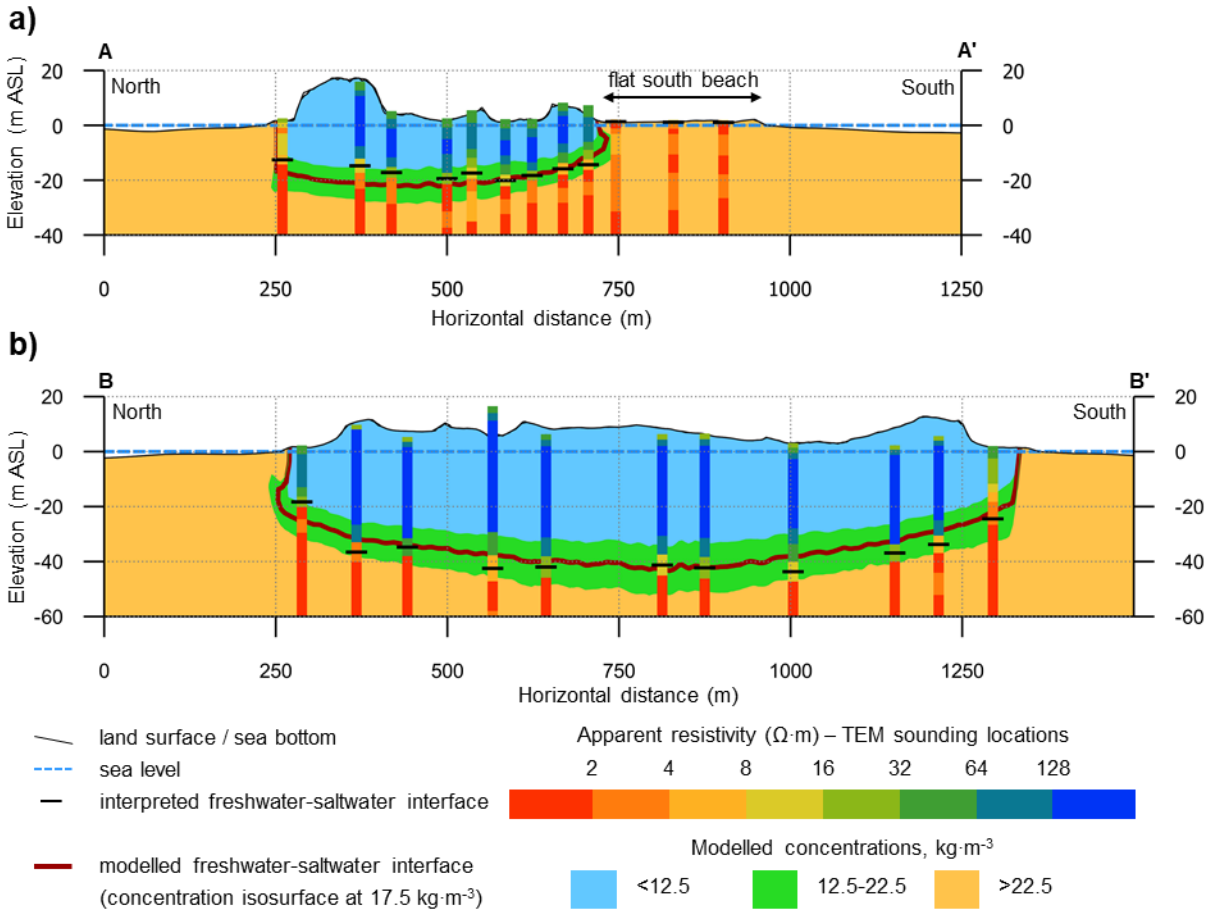 a)
A A'
20 North flat south beach South 20
0 0
-20 -20
-40 -40
Elevation (m ASL)
0 250 500 750 1000 1250
Horizontal distance (m)
b)
B B'
20 North South 20
0 0
-20 -20
-40 -40
-60 -60
Elevation (m ASL)
0 250 500 750 1000 1250
Horizontal distance (m)
land surface / sea bottom
sea level
interpreted freshwater-saltwater interface
modelled freshwater-saltwater interface
(concentration isosurface at 17.5 kg·m⁻³)
Apparent resistivity (Ω·m) – TEM sounding locations
2 4 8 16 32 64 128
Modelled concentrations, kg·m⁻³
<12.5 12.5-22.5 >22.5